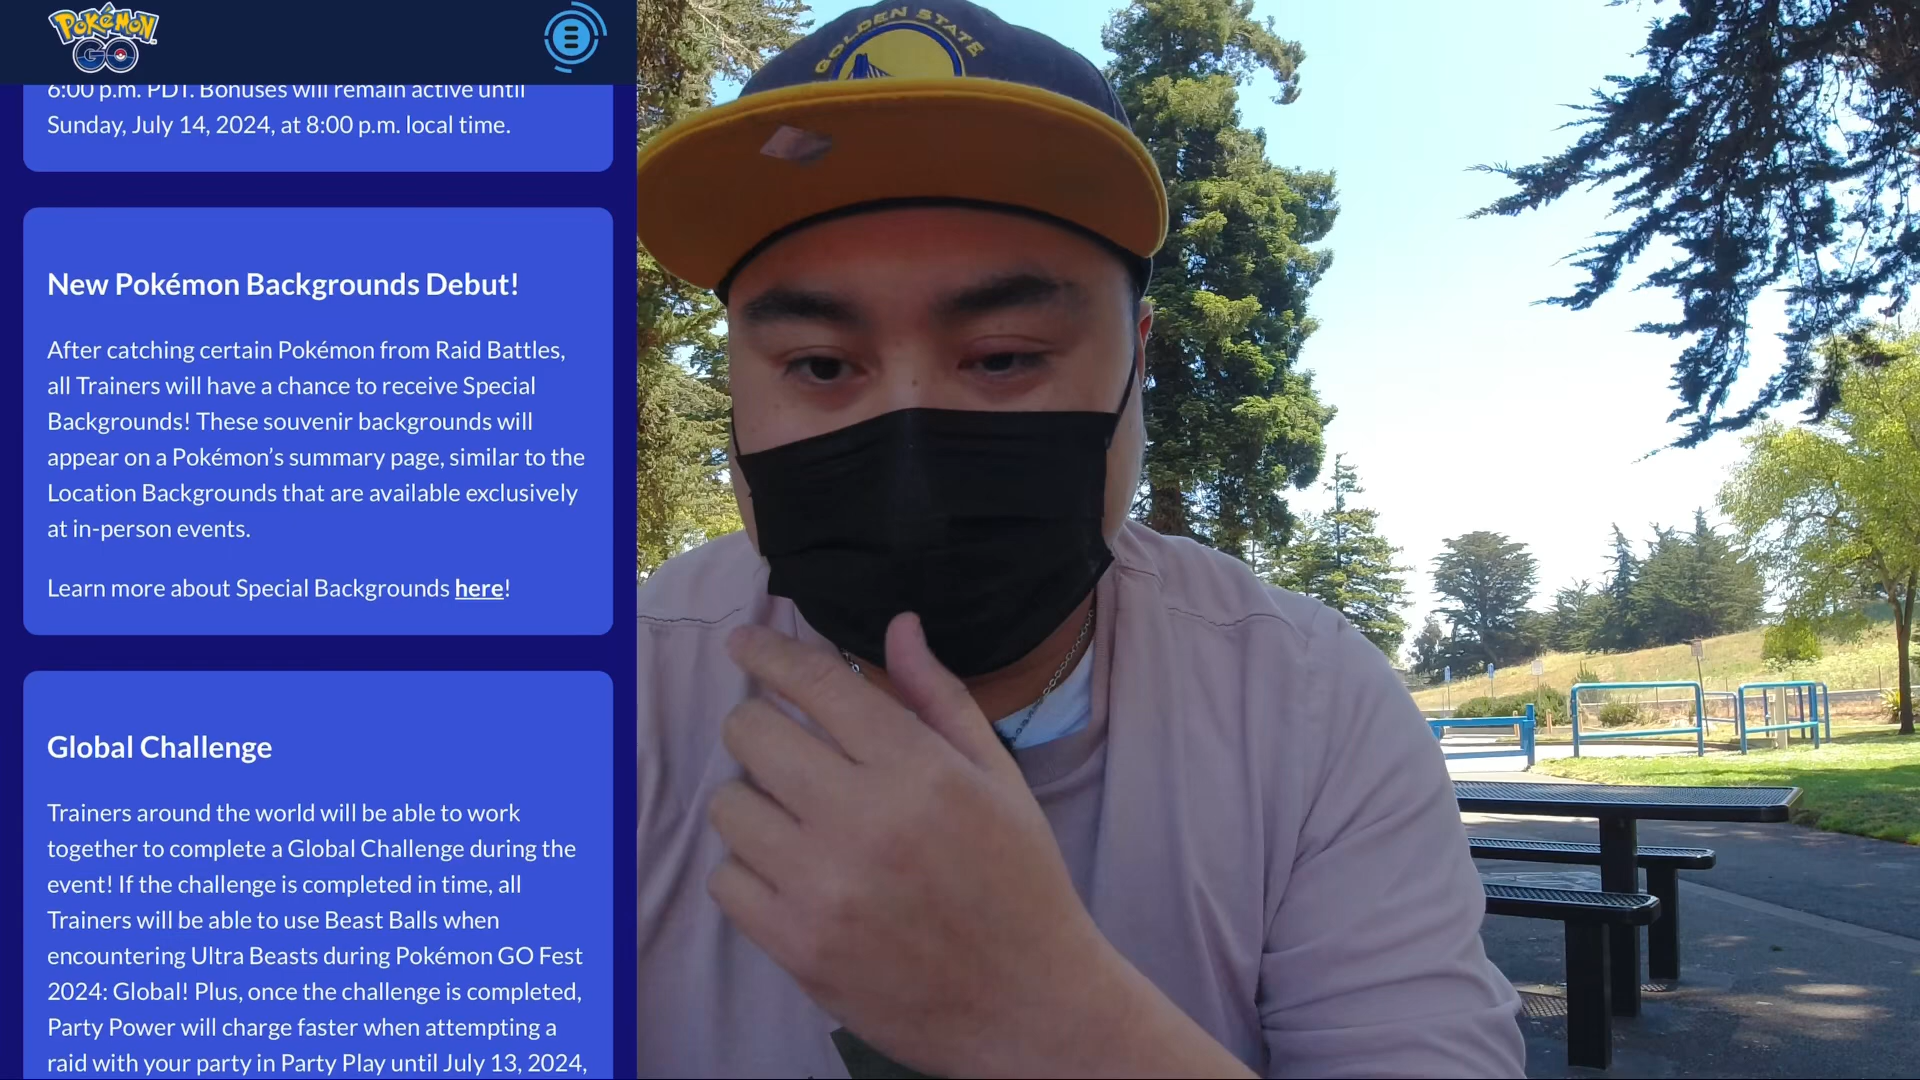 POKÉMON
GO
6:00 p.m. PDT. Bonuses will remain active until
Sunday, July 14, 2024, at 8:00 p.m. local time.
New Pokémon Backgrounds Debut!
After catching certain Pokémon from Raid Battles,
all Trainers will have a chance to receive Special
Backgrounds! These souvenir backgrounds will
appear on a Pokémon’s summary page, similar to the
Location Backgrounds that are available exclusively
at in-person events.
Learn more about Special Backgrounds here!
Global Challenge
Trainers around the world will be able to work
together to complete a Global Challenge during the
event! If the challenge is completed in time, all
Trainers will be able to use Beast Balls when
encountering Ultra Beasts during Pokémon GO Fest
2024: Global! Plus, once the challenge is completed,
Party Power will charge faster when attempting a
raid with your party in Party Play until July 13, 2024,
GOLDEN STATE